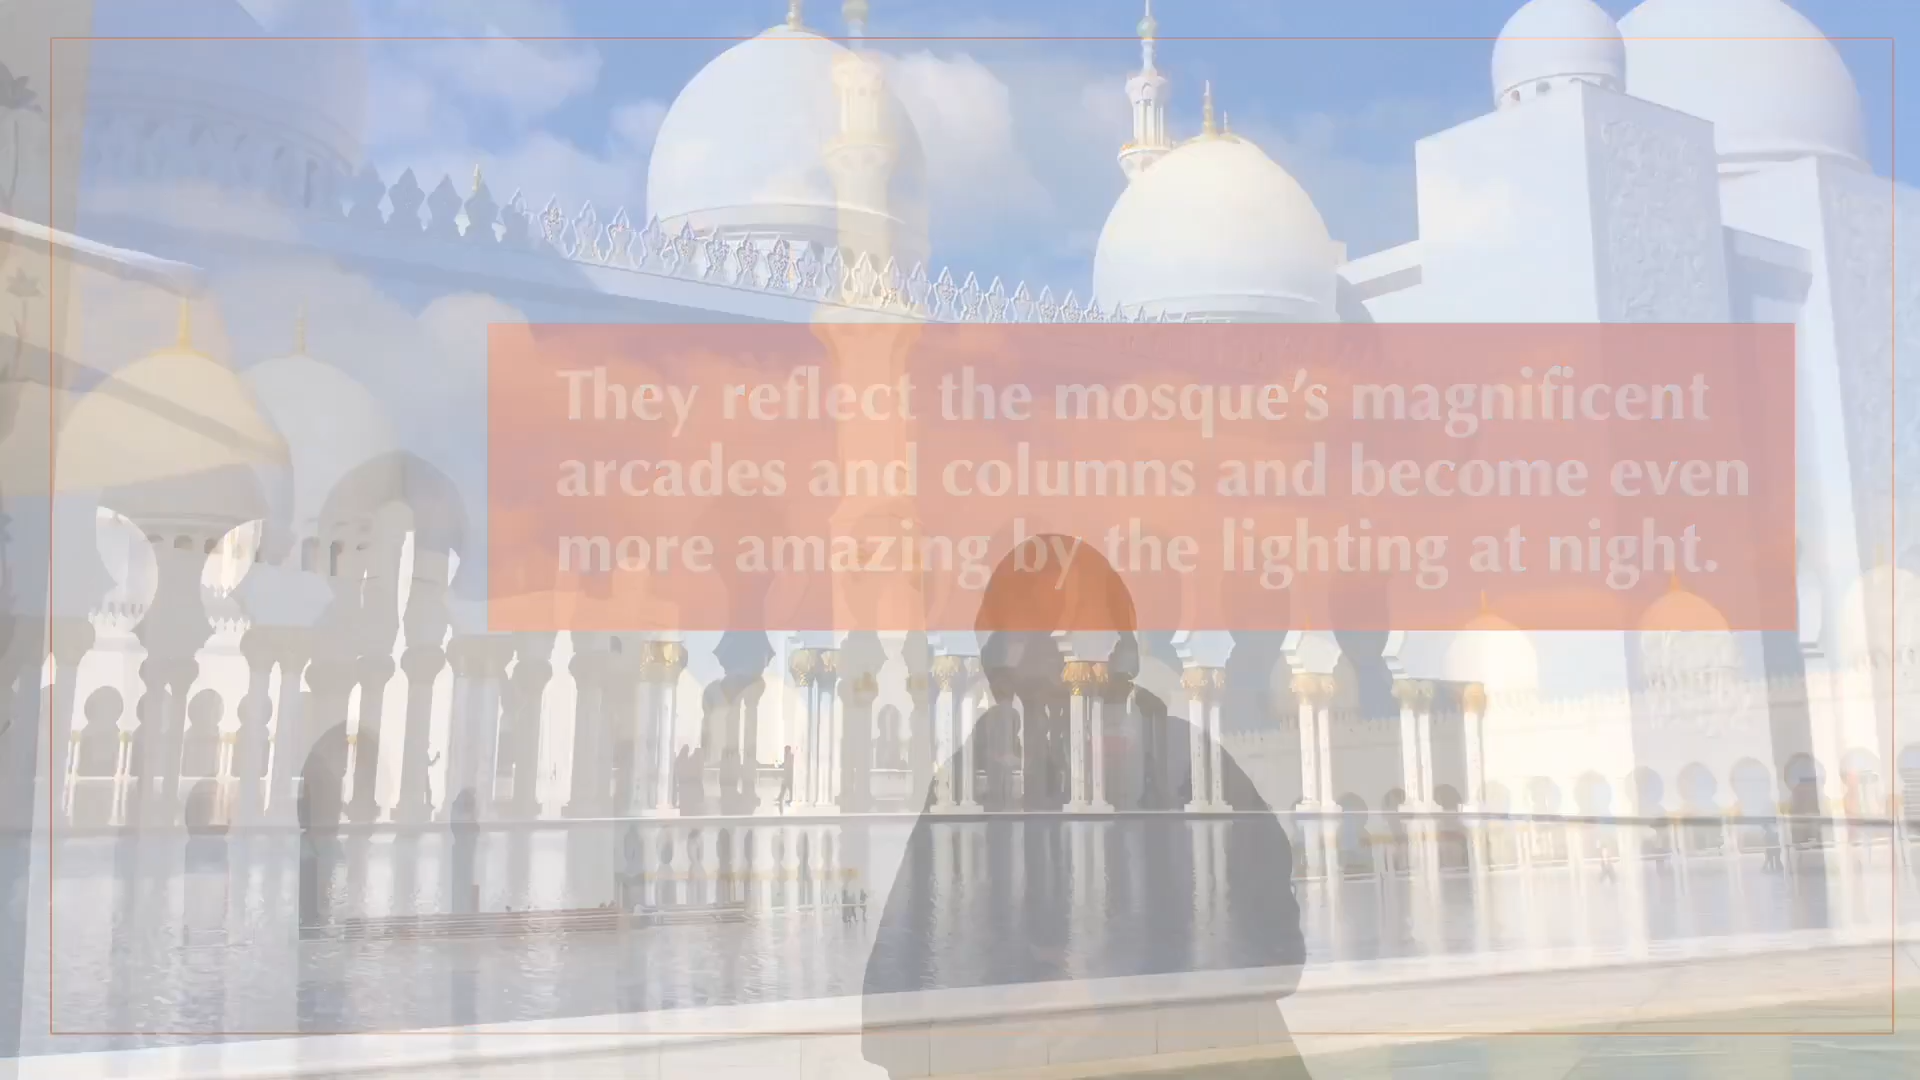 They reflect the mosque’s magnificent
arcades and columns and become even
more amazing by the lighting at night.